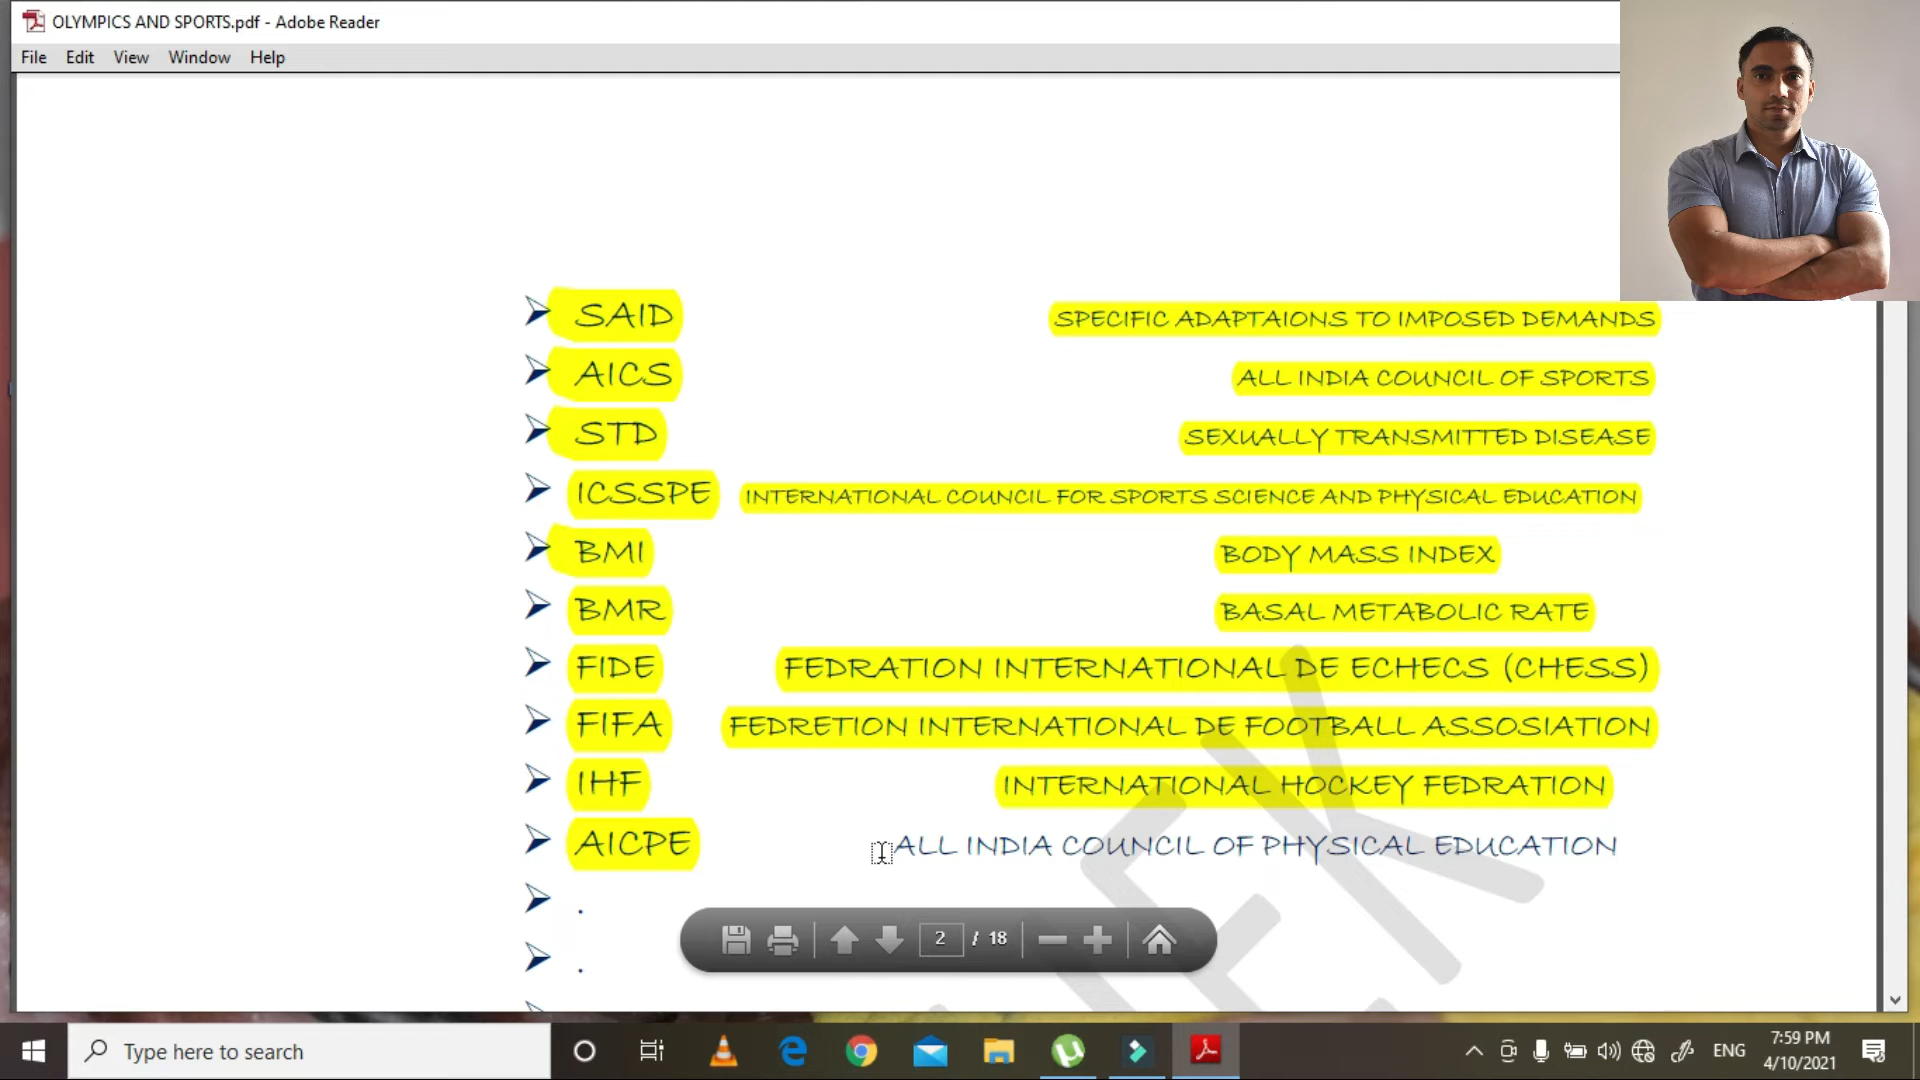 OLYMPICS AND SPORTS.pdf - Adobe Reader
File Edit View Window Help
SAID SPECIFIC ADAPTAIONS TO IMPOSED DEMANDS
AICS ALL INDIA COUNCIL OF SPORTS
STD SEXUALLY TRANSMITTED DISEASE
ICSSPE INTERNATIONAL COUNCIL FOR SPORTS SCIENCE AND PHYSICAL EDUCATION
BMI BODY MASS INDEX
BMR BASAL METABOLIC RATE
FIDE FEDRATION INTERNATIONAL DE ECHECS (CHESS)
FIFA FEDRETION INTERNATIONAL DE FOOTBALL ASSOSIATION
IHF INTERNATIONAL HOCKEY FEDRATION
AICPE ALL INDIA COUNCIL OF PHYSICAL EDUCATION
.
.
2 / 18
Type here to search
ENG
7:59 PM
4/10/2021